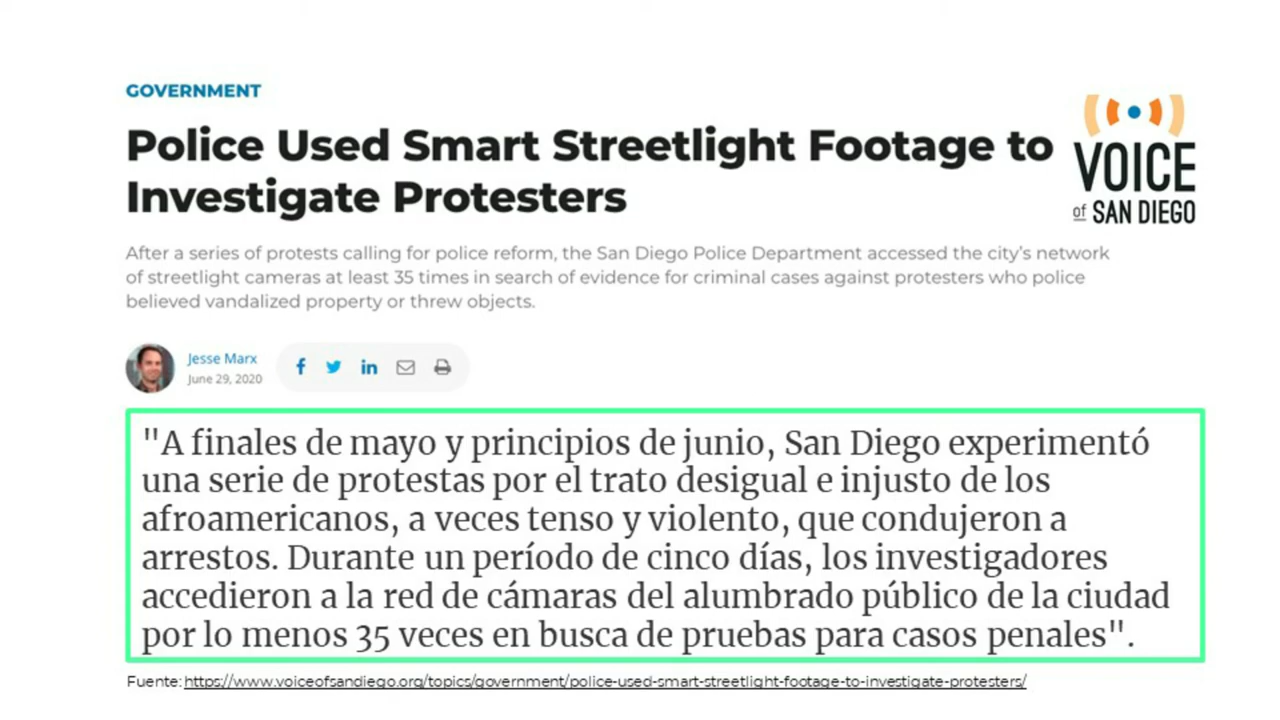 GOVERNMENT
Police Used Smart Streetlight Footage to
Investigate Protesters
VOICE
of SAN DIEGO
After a series of protests calling for police reform, the San Diego Police Department accessed the city's network
of streetlight cameras at least 35 times in search of evidence for criminal cases against protesters who police
believed vandalized property or threw objects.
Jesse Marx
June 29, 2020
"A finales de mayo y principios de junio, San Diego experimentó
una serie de protestas por el trato desigual e injusto de los
afroamericanos, a veces tenso y violento, que condujeron a
arrestos. Durante un período de cinco días, los investigadores
accedieron a la red de cámaras del alumbrado público de la ciudad
por lo menos 35 veces en busca de pruebas para casos penales".
Fuente: https://www.voiceofsandiego.org/topics/government/police-used-smart-streetlight-footage-to-investigate-protesters/